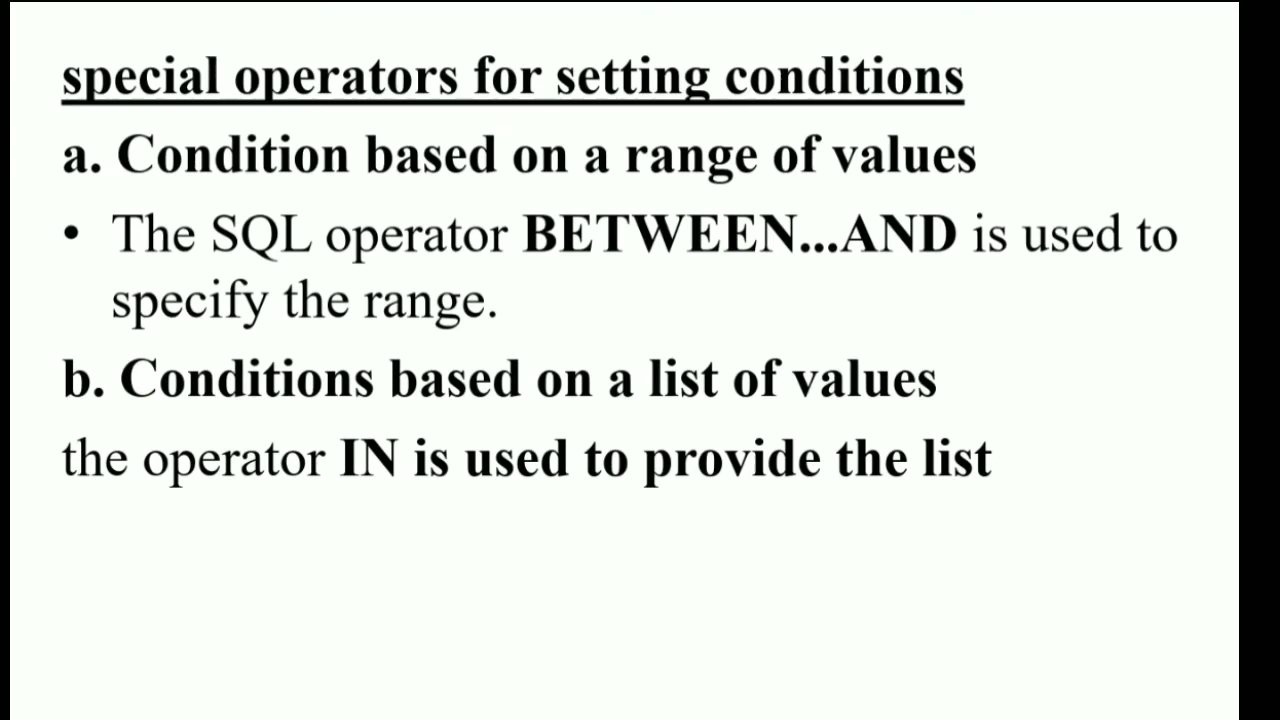 special operators for setting conditions
a. Condition based on a range of values
• The SQL operator BETWEEN...AND is used to
specify the range.
b. Conditions based on a list of values
the operator IN is used to provide the list